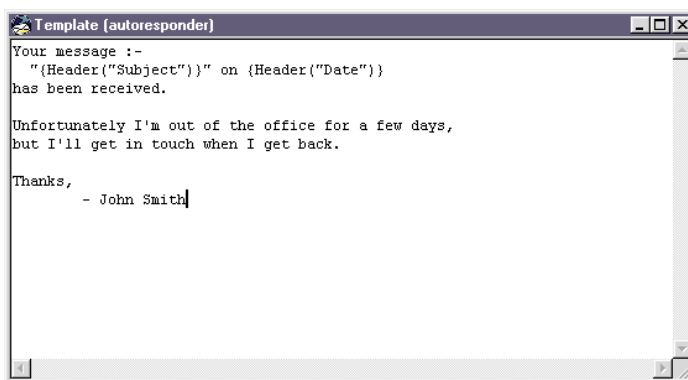 Template (autoresponder)
Your message :-
"{Header("Subject")}" on {Header("Date")}
has been received.
Unfortunately I'm out of the office for a few days,
but I'll get in touch when I get back.
Thanks,
- John Smith